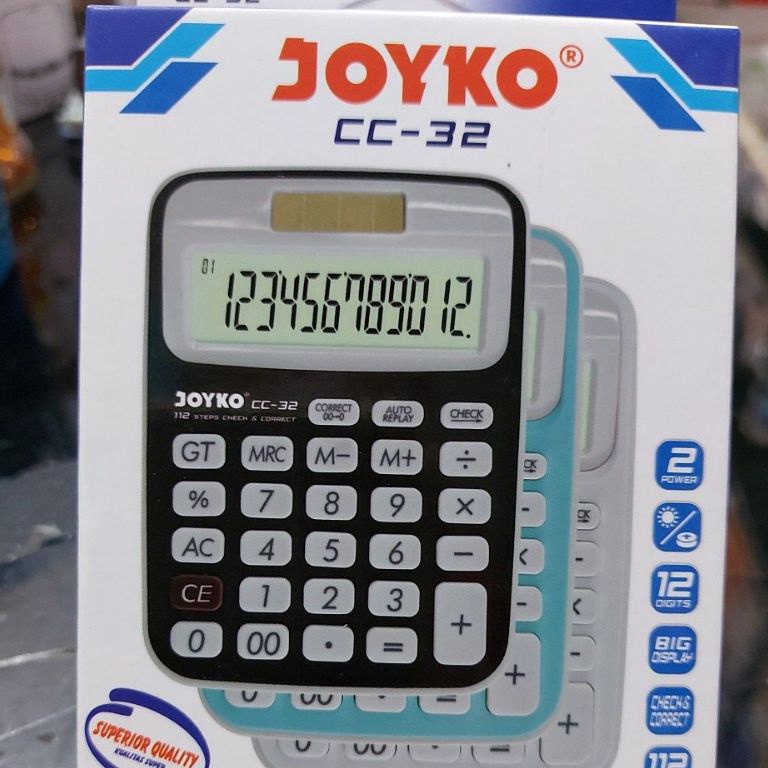 JOYKO®
CC-32
01
123456789012.
JOYKO® CC-32
112 STEPS CHECK & CORRECT
CORRECT 00→0
AUTO REPLAY
CHECK →
GT MRC M− M+ ÷
% 7 8 9 ×
AC 4 5 6 −
CE 1 2 3 +
0 00 · =
2
POWER
12
DIGITS
BIG
DISPLAY
CHECK &
CORRECT
112
SUPERIOR QUALITY
KUALITAS SUPER